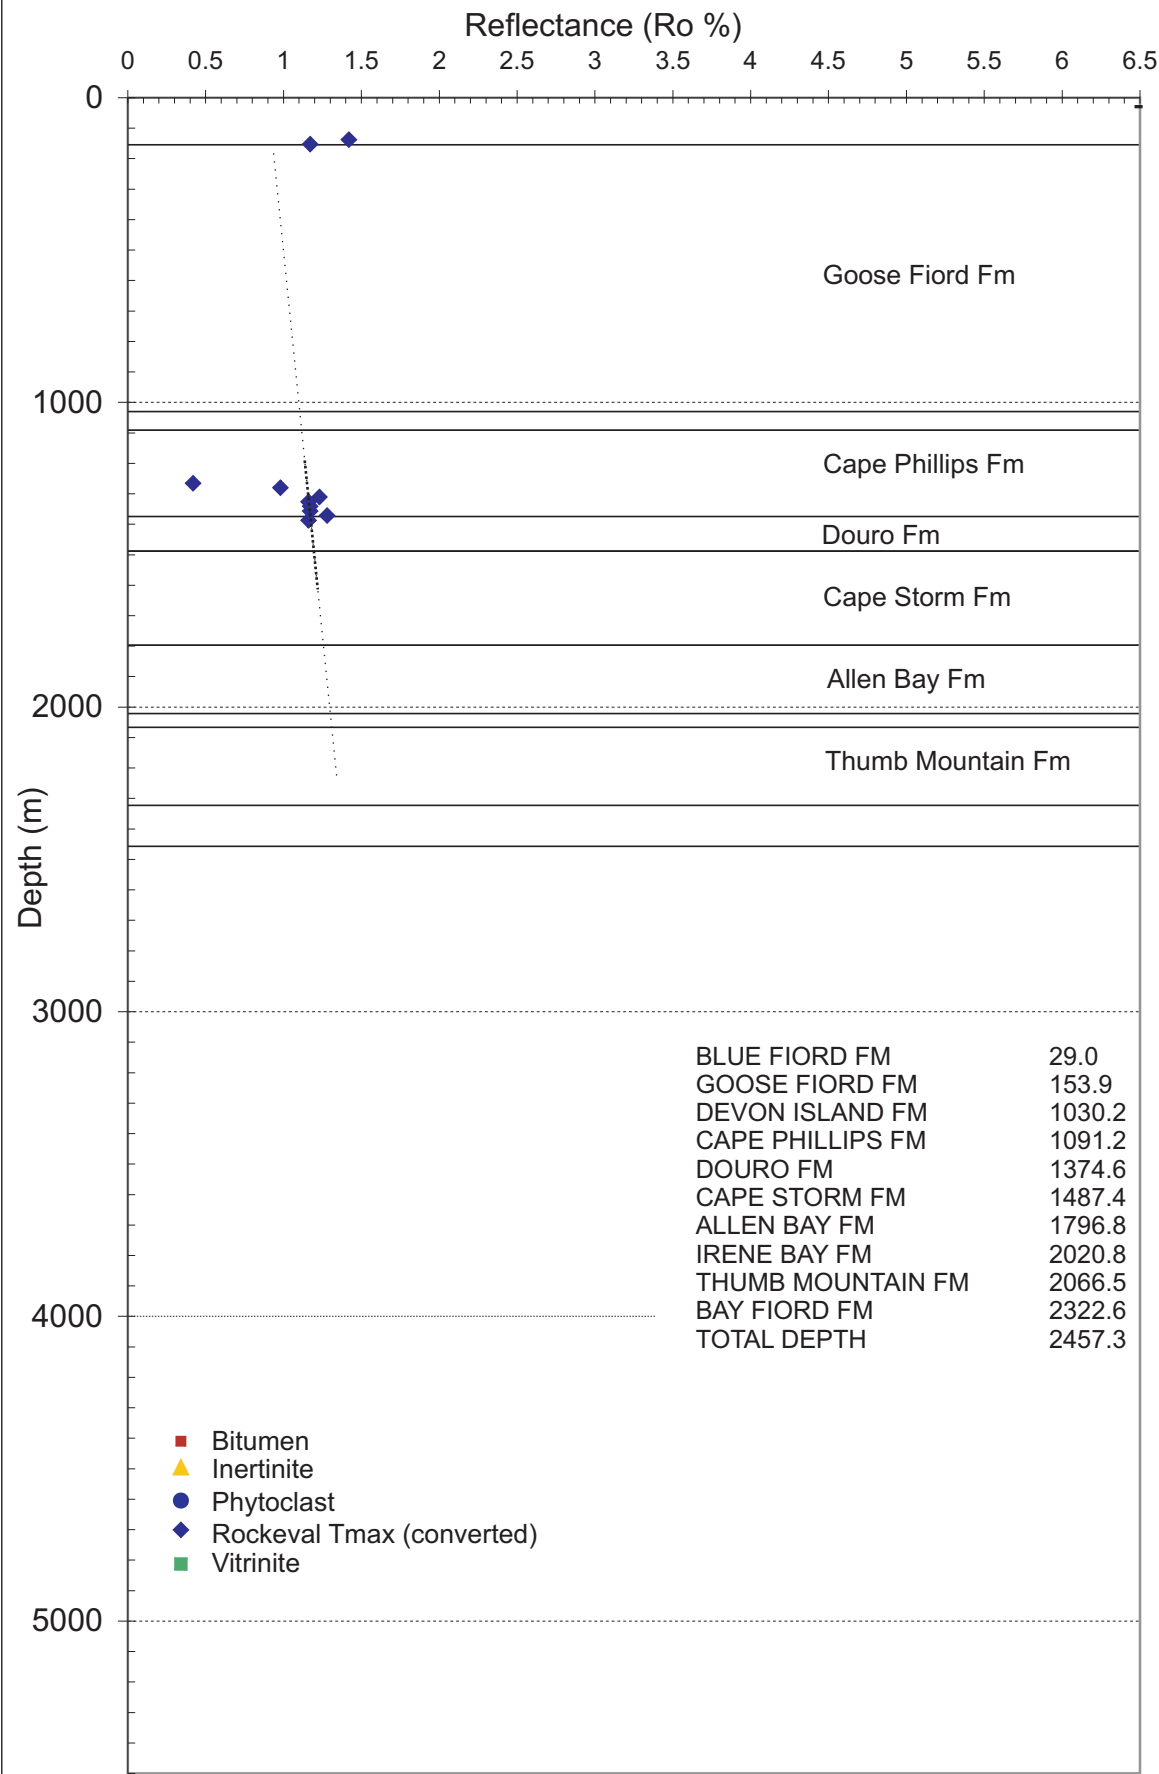 Reflectance (Ro %)
0 0.5 1 1.5 2 2.5 3 3.5 4 4.5 5 5.5 6 6.5
0
Goose Fiord Fm
1000
Cape Phillips Fm
Douro Fm
Cape Storm Fm
Allen Bay Fm
2000
Thumb Mountain Fm
Depth (m)
3000
BLUE FIORD FM 29.0
GOOSE FIORD FM 153.9
DEVON ISLAND FM 1030.2
CAPE PHILLIPS FM 1091.2
DOURO FM 1374.6
CAPE STORM FM 1487.4
ALLEN BAY FM 1796.8
IRENE BAY FM 2020.8
THUMB MOUNTAIN FM 2066.5
BAY FIORD FM 2322.6
TOTAL DEPTH 2457.3
4000
Bitumen
Inertinite
Phytoclast
Rockeval Tmax (converted)
Vitrinite
5000